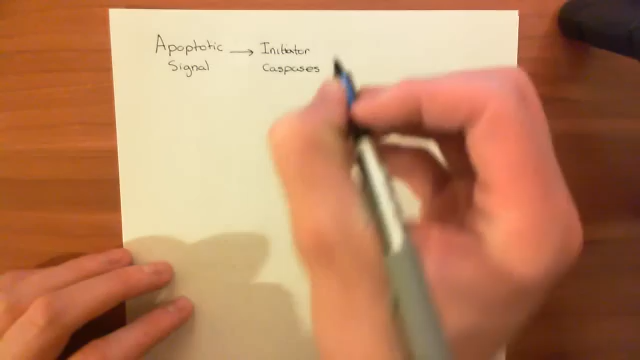 Apoptotic → Initiator
Signal Caspases